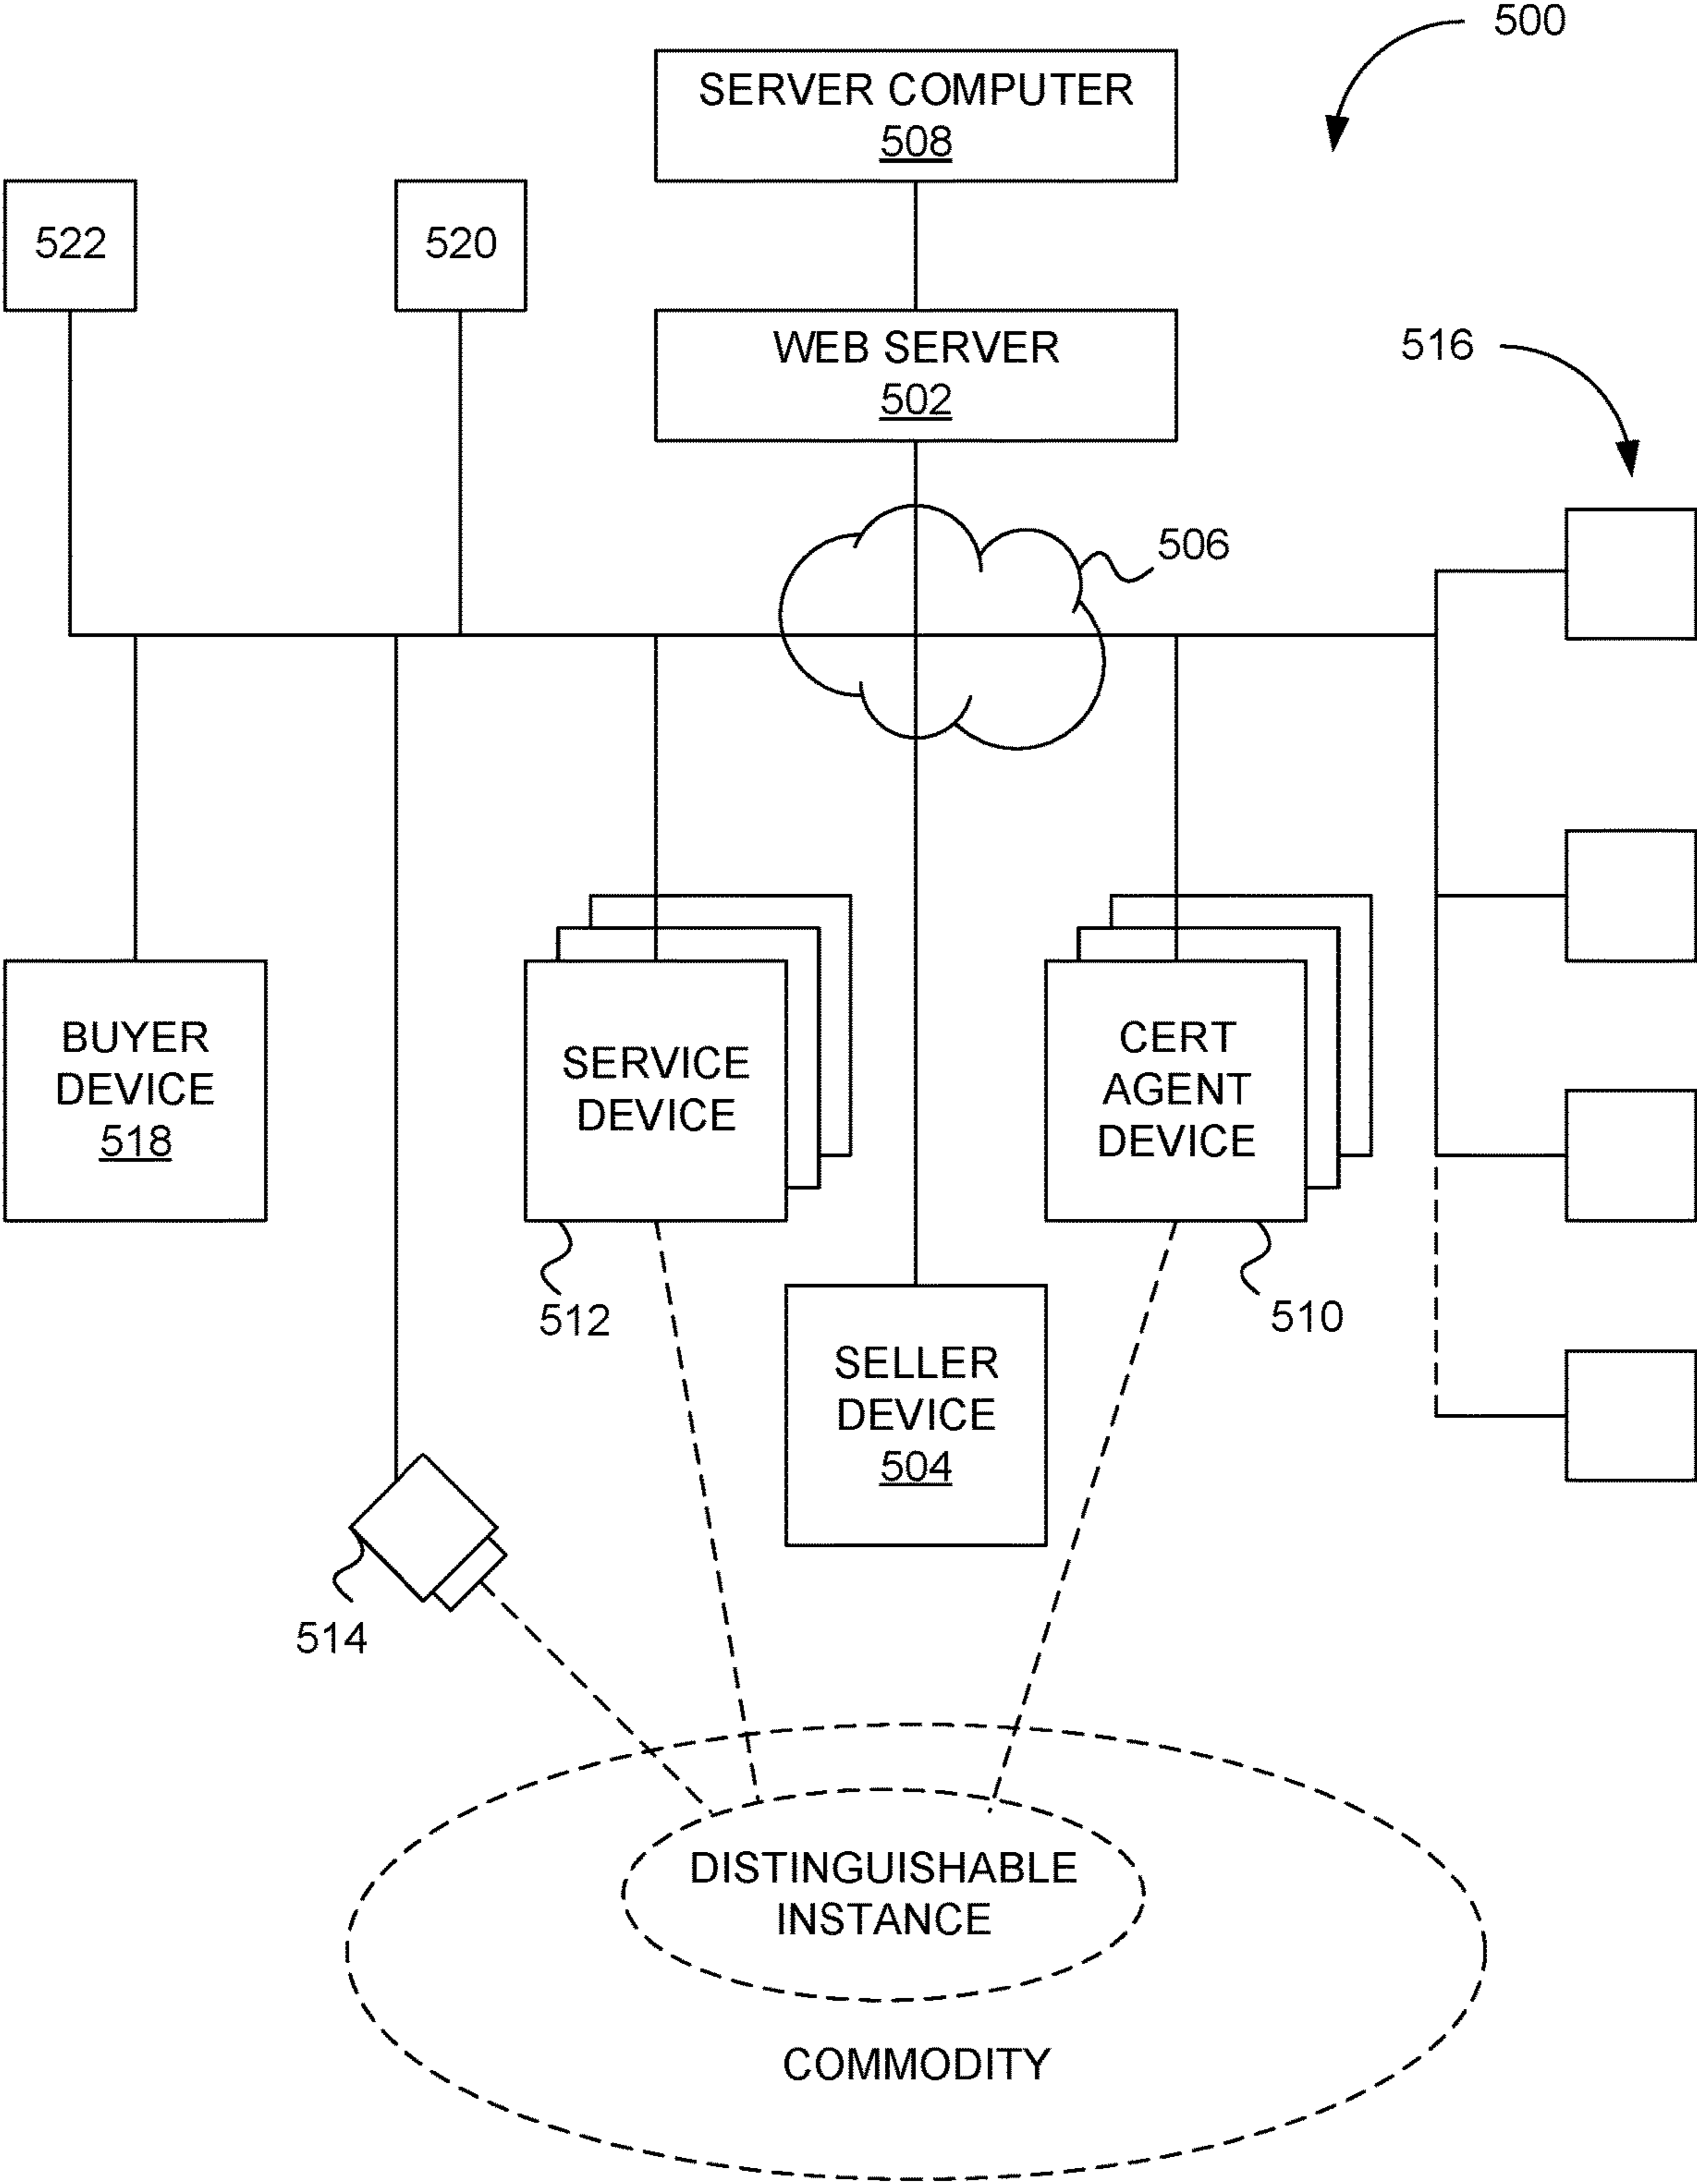 500
SERVER COMPUTER
508
522
520
WEB SERVER
502
516
506
BUYER
DEVICE
518
SERVICE
DEVICE
CERT
AGENT
DEVICE
512
510
SELLER
DEVICE
504
514
DISTINGUISHABLE
INSTANCE
COMMODITY